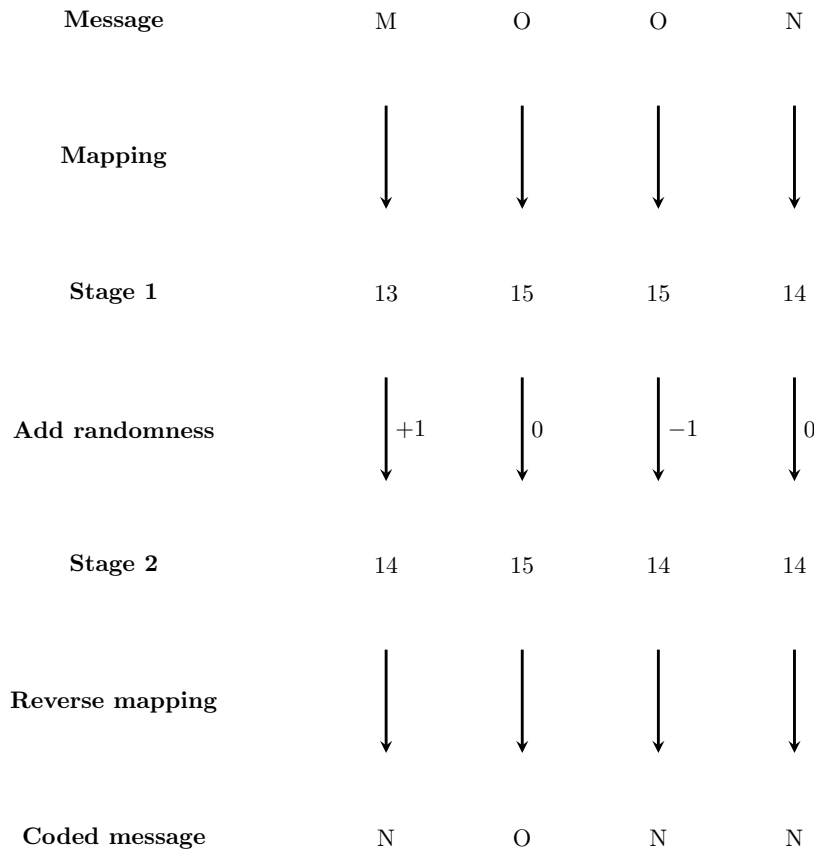 Message M O O N
Mapping
Stage 1 13 15 15 14
Add randomness +1 0 −1 0
Stage 2 14 15 14 14
Reverse mapping
Coded message N O N N